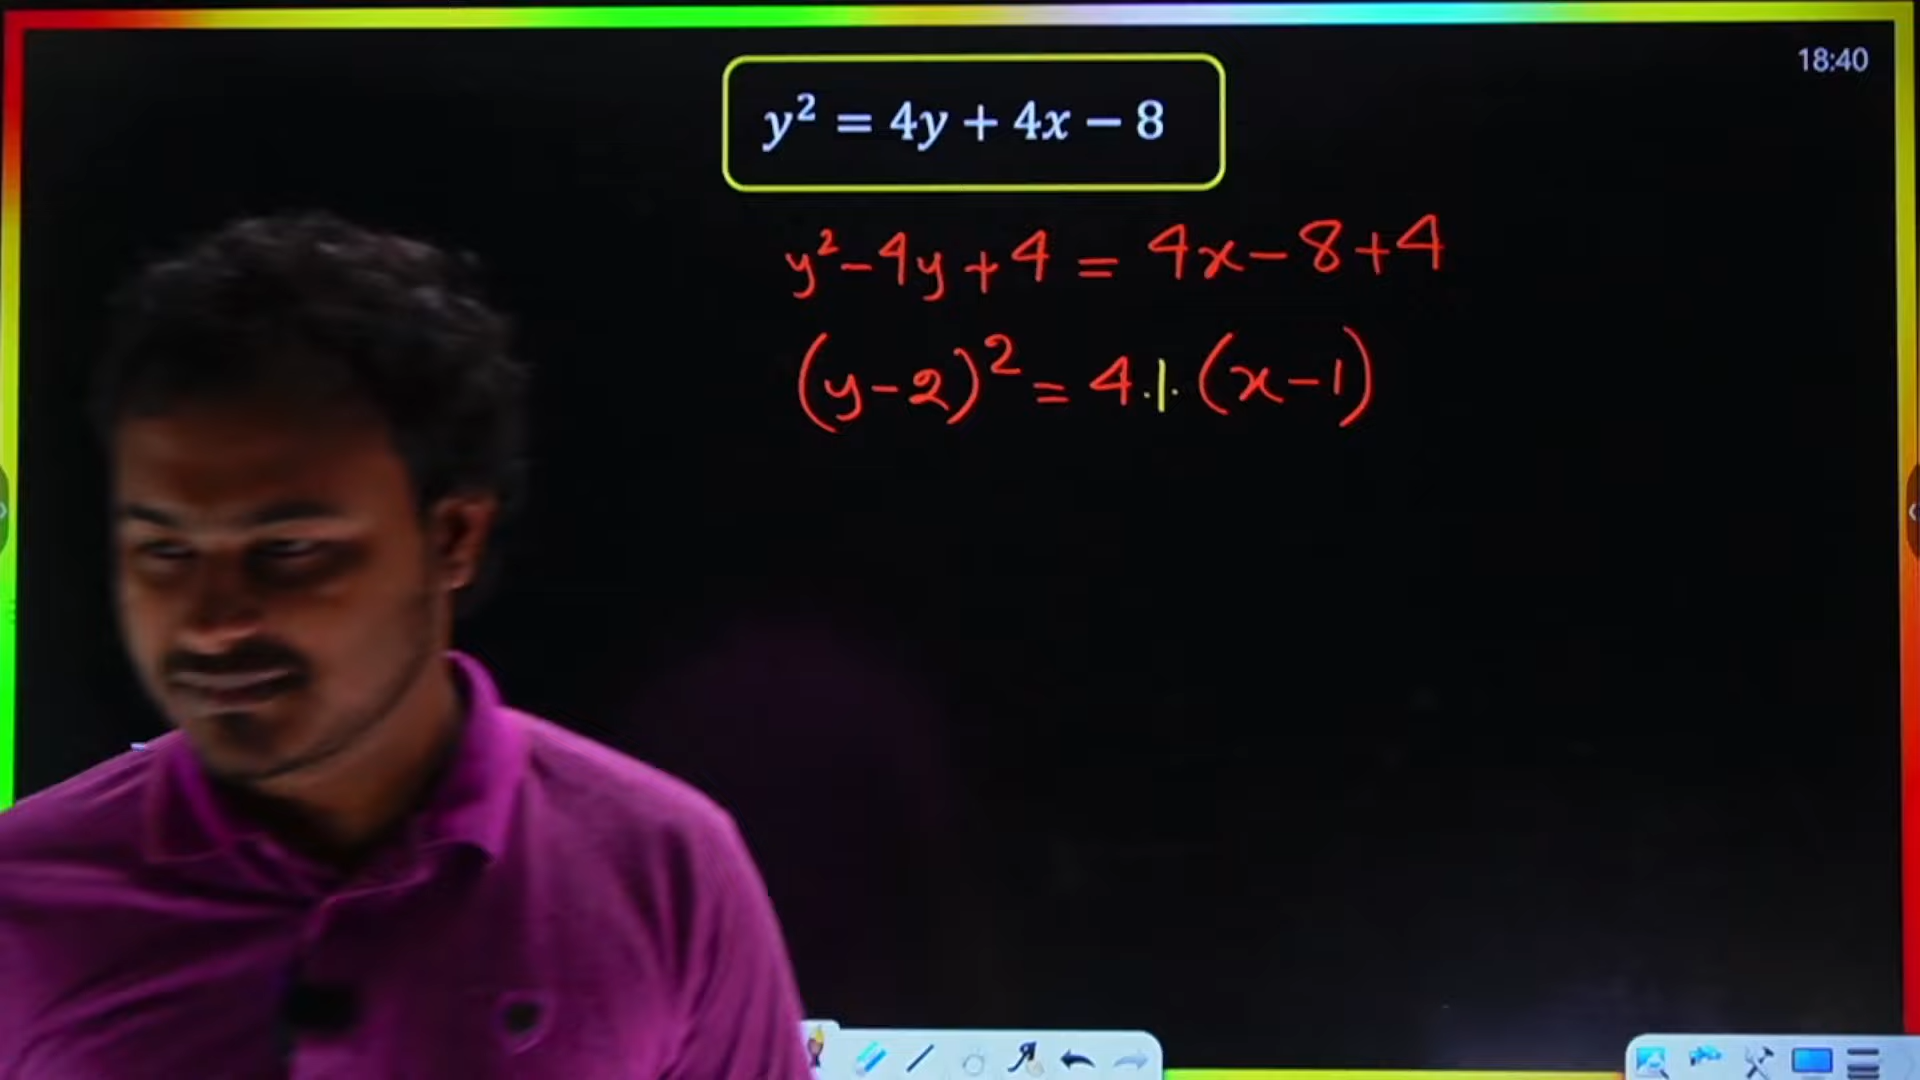 18:40
y² = 4y + 4x − 8
y² − 4y + 4 = 4x − 8 + 4
(y − 2)² = 4 . 1 . (x − 1)